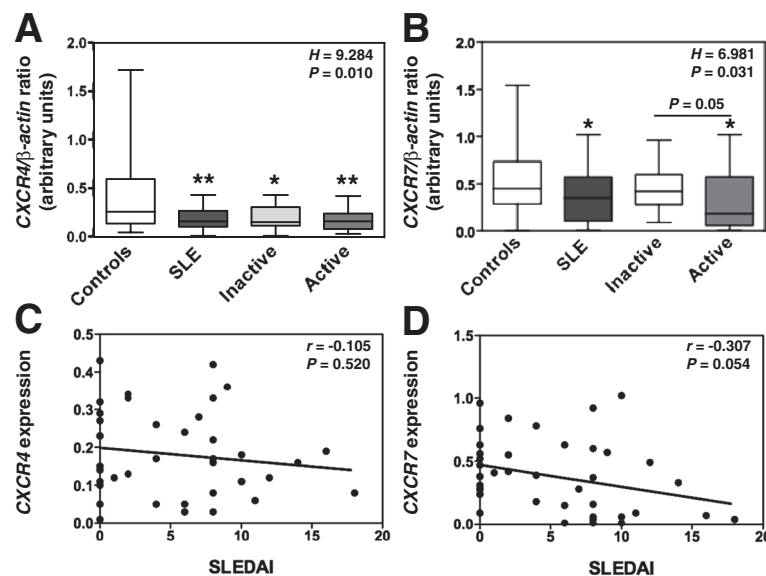 A
CXCR4/β-actin ratio
(arbitrary units)
2.0
1.5
1.0
0.5
0.0
H = 9.284
P = 0.010
**
*
**
Controls
SLE
Inactive
Active
B
CXCR7/β-actin ratio
(arbitrary units)
2.0
1.5
1.0
0.5
0.0
H = 6.981
P = 0.031
P = 0.05
*
*
Controls
SLE
Inactive
Active
C
CXCR4 expression
0.5
0.4
0.3
0.2
0.1
0.0
r = -0.105
P = 0.520
0
5
10
15
20
SLEDAI
D
CXCR7 expression
1.5
1.0
0.5
0.0
r = -0.307
P = 0.054
0
5
10
15
20
SLEDAI